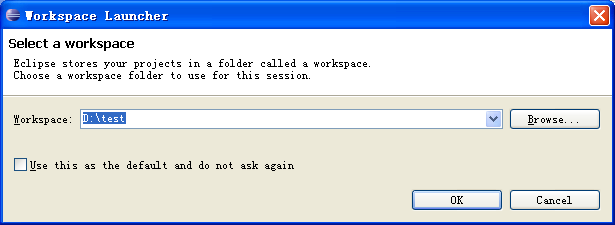 Workspace Launcher
Select a workspace
Eclipse stores your projects in a folder called a workspace.
Choose a workspace folder to use for this session.
Workspace: D:\test Browse...
Use this as the default and do not ask again
OK Cancel